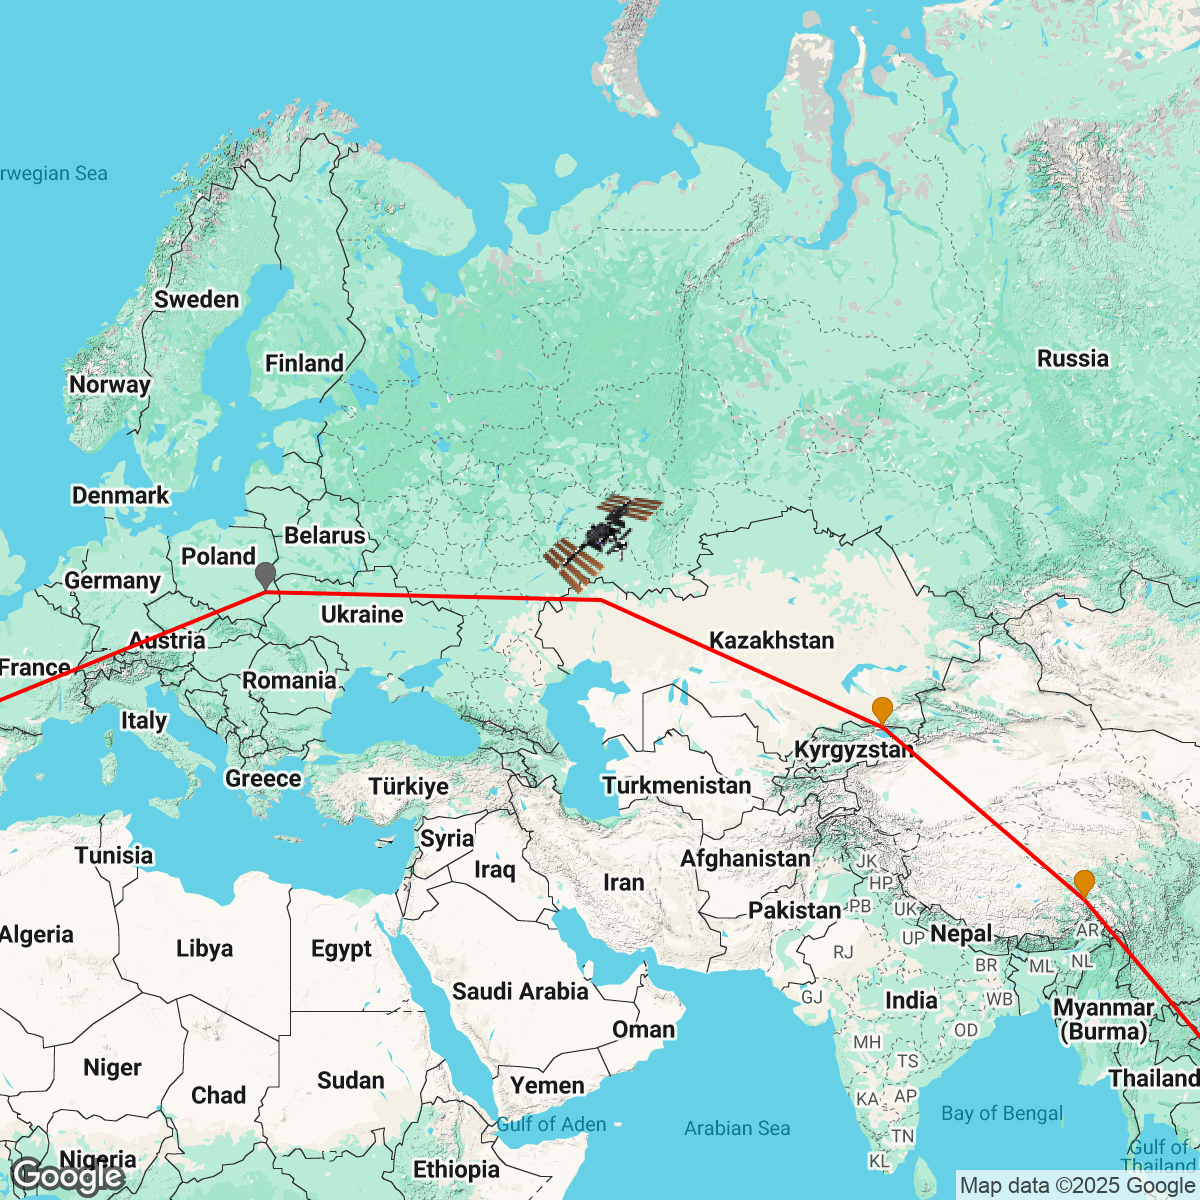 rwegian Sea
Sweden
Finland
Russia
Norway
Denmark
Belarus
Poland
Germany
Ukraine
Austria
Kazakhstan
France
Romania
Italy
Kyrgyzstan
Greece
Türkiye
Turkmenistan
Syria
Tunisia
Afghanistan
JK
Iraq
Iran
HP
Pakistan
PB
UK
Algeria
AR
Nepal
UP
Libya
Egypt
RJ
NL
BR
ML
Saudi Arabia
GJ
India
WB
Myanmar
(Burma)
Oman
OD
MH
TS
Niger
Sudan
Thailand
Chad
Yemen
KA
AP
Bay of Bengal
Gulf of Aden
Arabian Sea
TN
Gulf of
Thailand
Nigeria
KL
Ethiopia
Google
Map data ©2025 Google